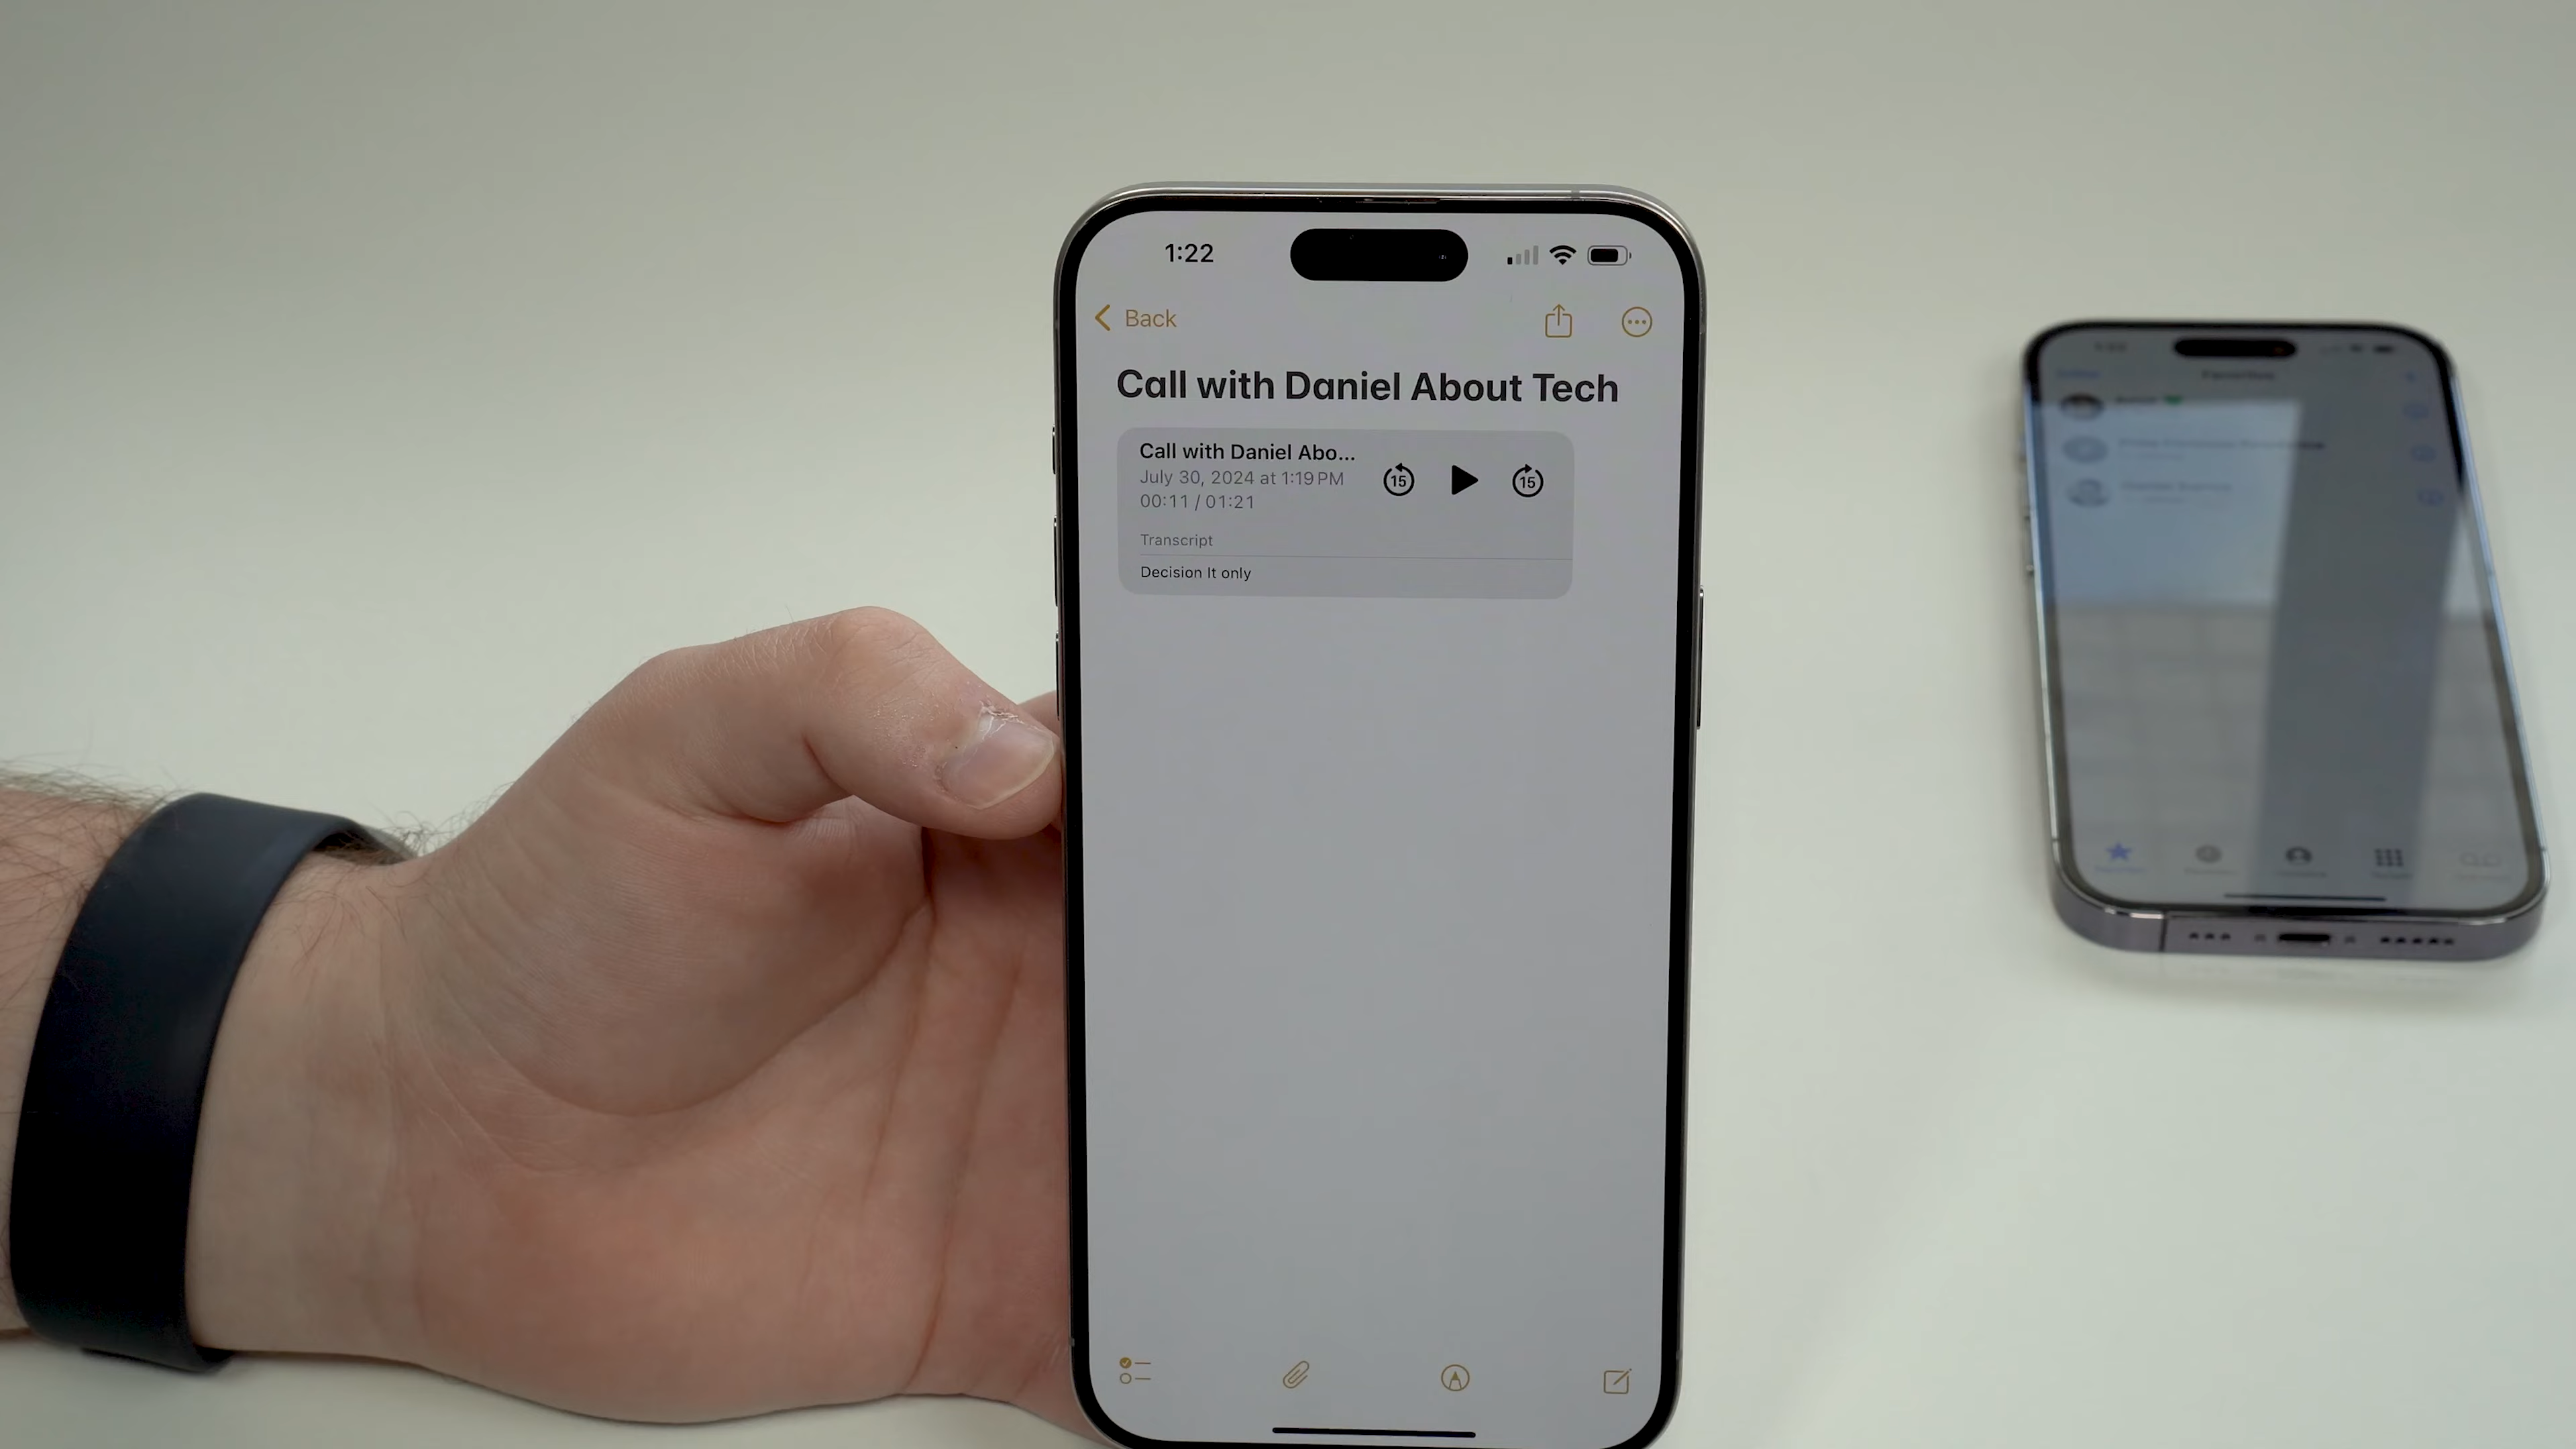 1:22
Back
Call with Daniel About Tech
Call with Daniel Abo...
July 30, 2024 at 1:19 PM
15
15
00:11 / 01:21
Transcript
Decision It only
Favorites